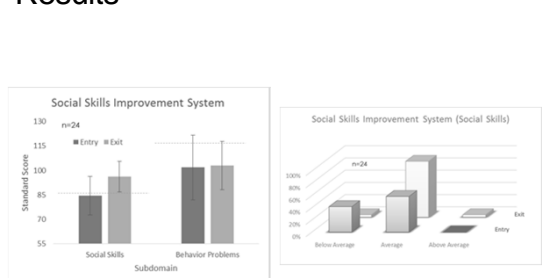 Results
Social Skills Improvement System
130
n=24
Entry Exit
115
100
85
70
55
Standard Score
Social Skills Behavior Problems
Subdomain
Social Skills Improvement System (Social Skills)
n=24
100%
80%
60%
40%
20%
0%
Exit
Entry
Below Average Average Above Average